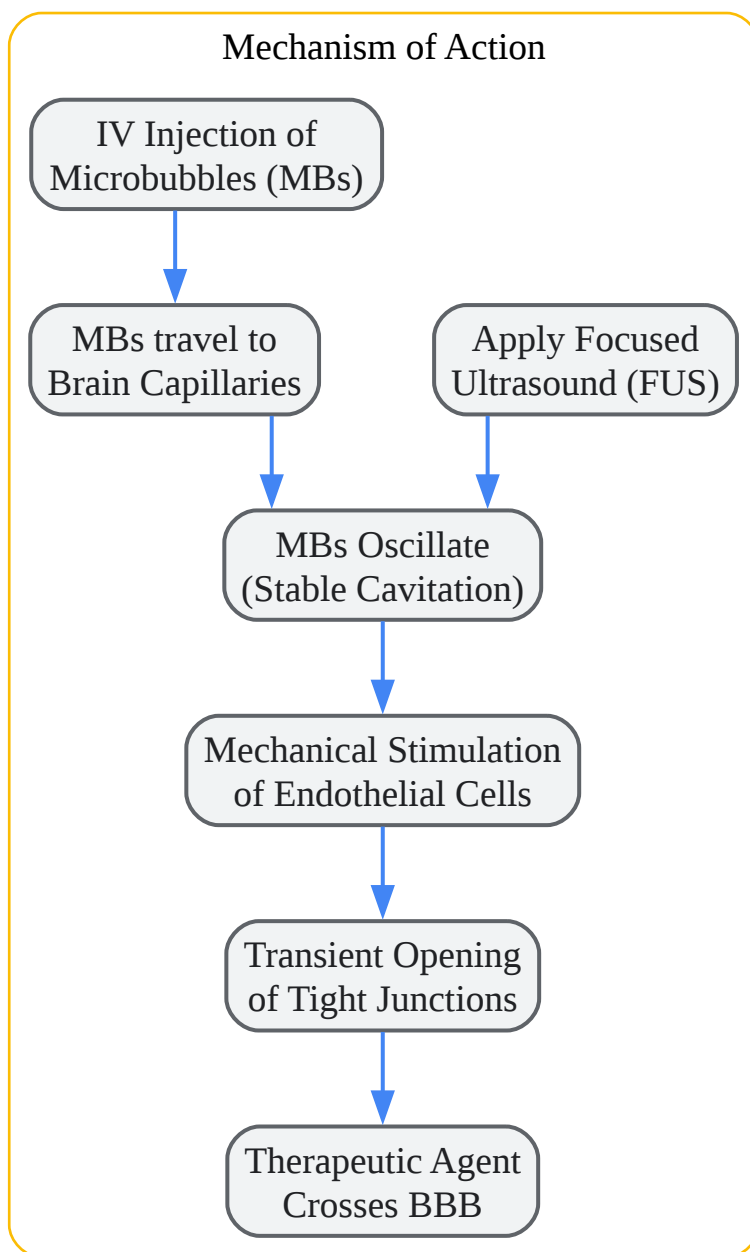 Mechanism of Action
IV Injection of
Microbubbles (MBs)
MBs travel to
Brain Capillaries
Apply Focused
Ultrasound (FUS)
MBs Oscillate
(Stable Cavitation)
Mechanical Stimulation
of Endothelial Cells
Transient Opening
of Tight Junctions
Therapeutic Agent
Crosses BBB